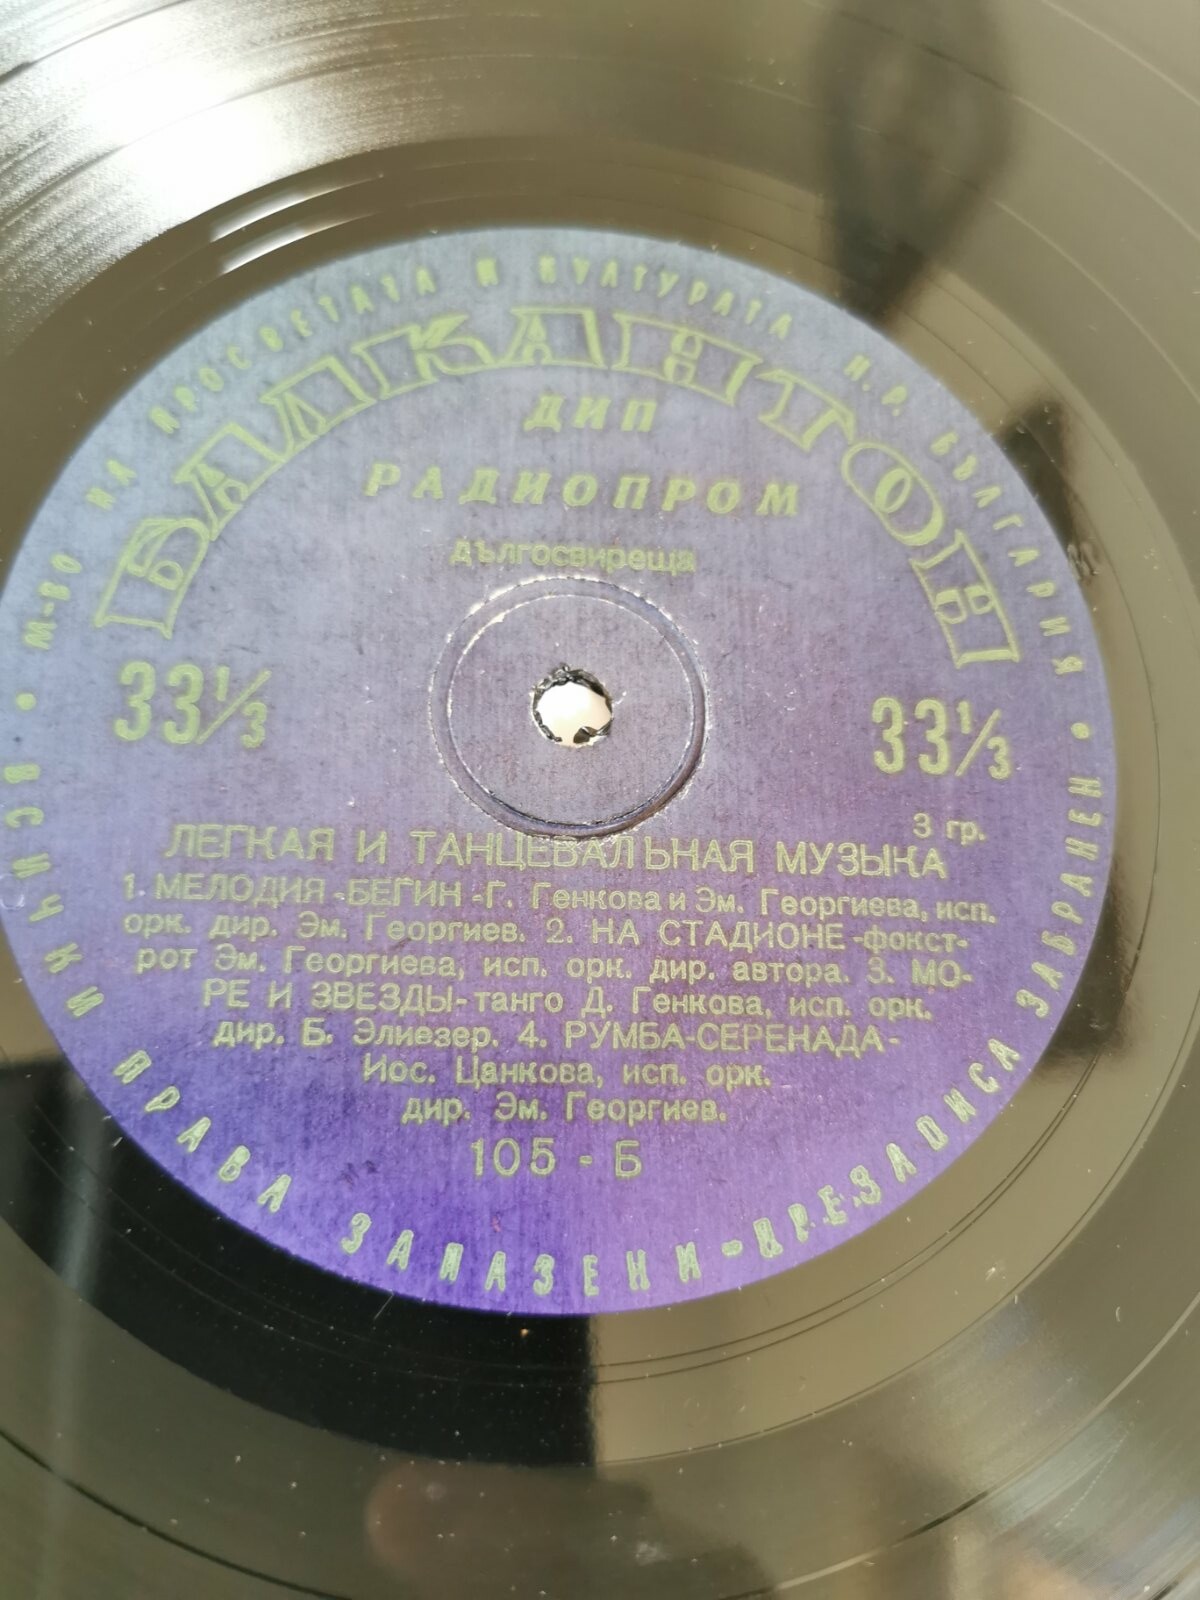 М-ВО НА ПРОСВЕТАТА И КУЛТУРАТА Н.Р. БЪЛГАРИЯ
БАЛКАНТОН
ДИП
РАДИОПРОМ
дългосвиреща
33⅓ 33⅓
3 гр.
ЛЕГКАЯ И ТАНЦЕВАЛЬНАЯ МУЗЫКА
1. МЕЛОДИЯ -БЕГИН -Г. Генкова и Эм. Георгиева, исп.
орк. дир. Эм. Георгиев. 2. НА СТАДИОНЕ -фокст-
рот Эм. Георгиева, исп. орк. дир. автора. 3. МО-
РЕ И ЗВЕЗДЫ-танго Д. Генкова, исп. орк.
дир. Б. Элиезер. 4. РУМБА-СЕРЕНАДА-
Иос. Цанкова, исп. орк.
дир. Эм. Георгиев.
105 - Б
• ВСИЧКИ ПРАВА ЗАПАЗЕНИ - ПРЕЗАПИСА ЗАБРАНЕН •